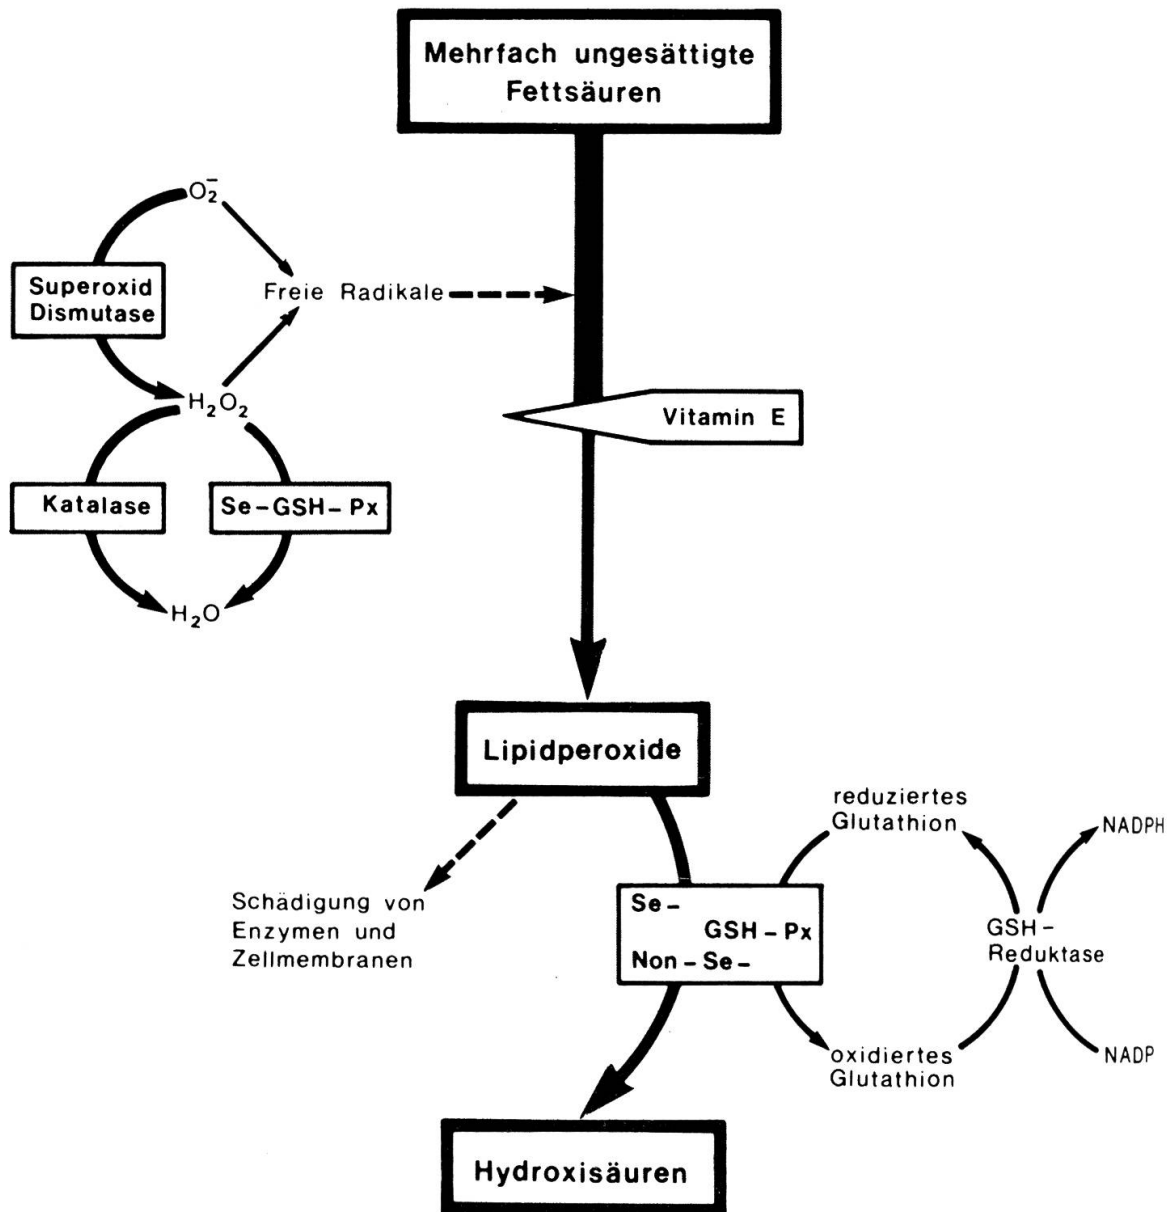 Mehrfach ungesättigte
Fettsäuren
O₂⁻
Superoxid
Dismutase
Freie Radikale
H₂O₂
Vitamin E
Katalase
Se–GSH–Px
H₂O
Lipidperoxide
reduziertes
Glutathion
NADPH
Schädigung von
Enzymen und
Zellmembranen
Se–
GSH–Px
Non–Se–
GSH–
Reduktase
oxidiertes
Glutathion
NADP
Hydroxisäuren